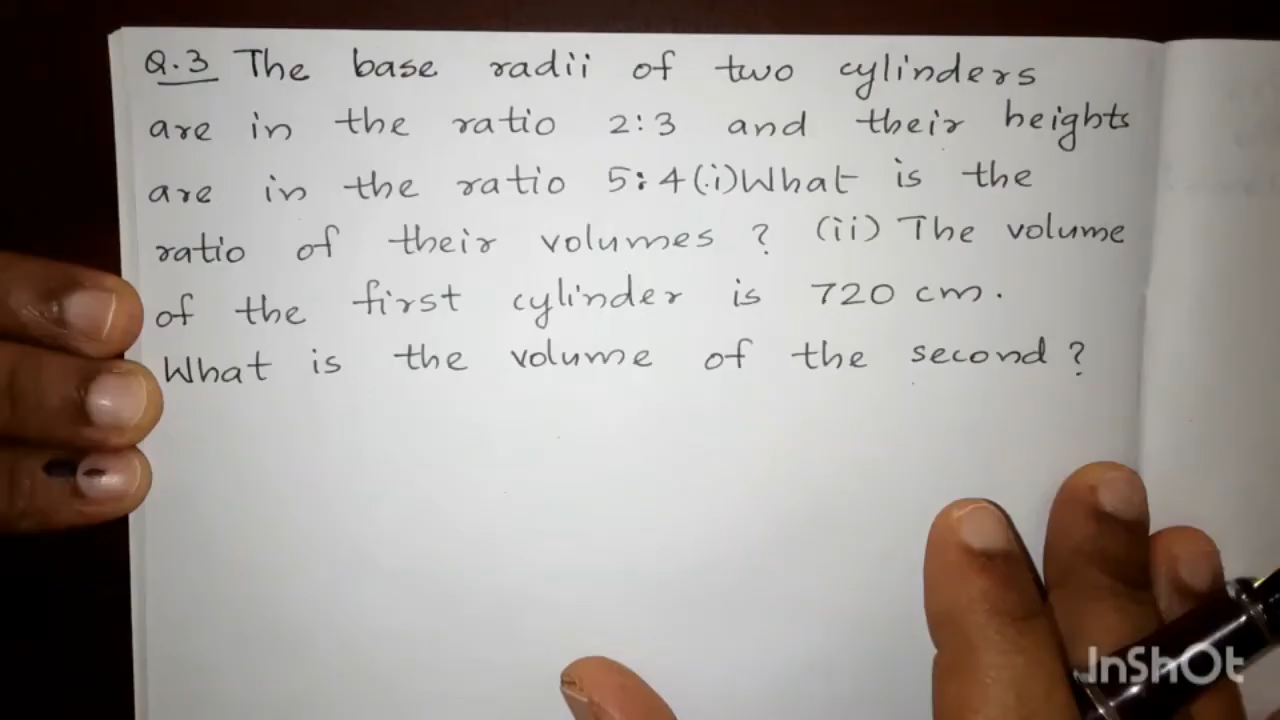 Q.3 The base radii of two cylinders
are in the ratio 2:3 and their heights
are in the ratio 5:4(i)What is the
ratio of their volumes ? (ii) The volume
of the first cylinder is 720 cm.
What is the volume of the second ?
InShOt